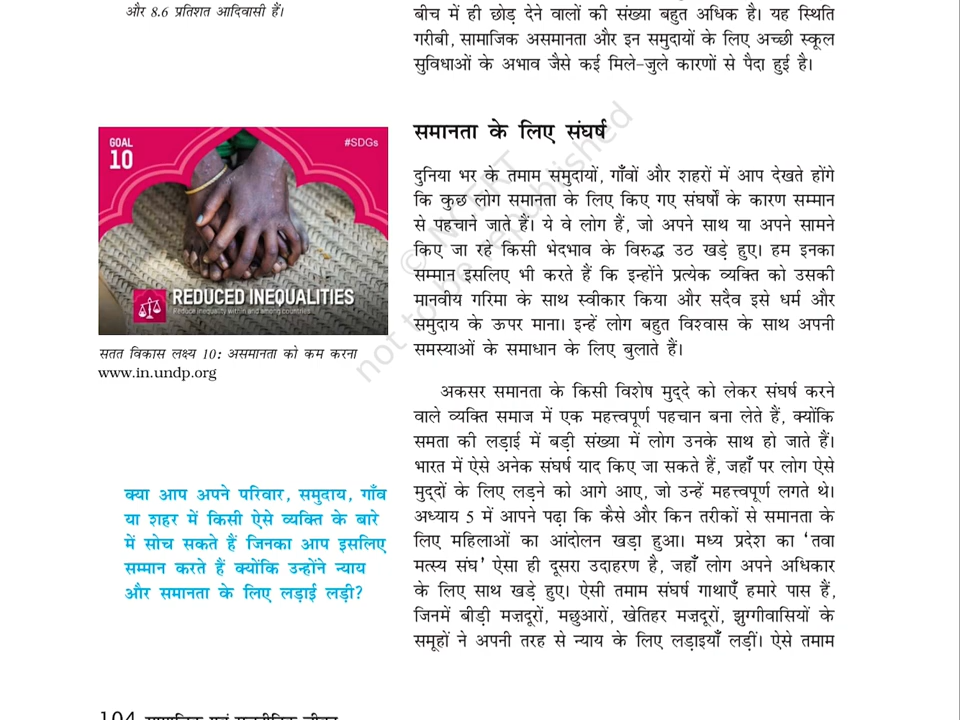 और 8.6 प्रतिशत आदिवासी हैं।
बीच में ही छोड़ देने वालों की संख्या बहुत अधिक है। यह स्थिति
गरीबी, सामाजिक असमानता और इन समुदायों के लिए अच्छी स्कूल
सुविधाओं के अभाव जैसे कई मिले-जुले कारणों से पैदा हुई है।
GOAL
10
#SDGs
REDUCED INEQUALITIES
Reduce inequality within and among countries
सतत विकास लक्ष्य 10: असमानता को कम करना
www.in.undp.org
क्या आप अपने परिवार, समुदाय, गाँव
या शहर में किसी ऐसे व्यक्ति के बारे
में सोच सकते हैं जिनका आप इसलिए
सम्मान करते हैं क्योंकि उन्होंने न्याय
और समानता के लिए लड़ाई लड़ी?
समानता के लिए संघर्ष
दुनिया भर के तमाम समुदायों, गाँवों और शहरों में आप देखते होंगे
कि कुछ लोग समानता के लिए किए गए संघर्षों के कारण सम्मान
से पहचाने जाते हैं। ये वे लोग हैं, जो अपने साथ या अपने सामने
किए जा रहे किसी भेदभाव के विरुद्ध उठ खड़े हुए। हम इनका
सम्मान इसलिए भी करते हैं कि इन्होंने प्रत्येक व्यक्ति को उसकी
मानवीय गरिमा के साथ स्वीकार किया और सदैव इसे धर्म और
समुदाय के ऊपर माना। इन्हें लोग बहुत विश्वास के साथ अपनी
समस्याओं के समाधान के लिए बुलाते हैं।
अकसर समानता के किसी विशेष मुद्दे को लेकर संघर्ष करने
वाले व्यक्ति समाज में एक महत्त्वपूर्ण पहचान बना लेते हैं, क्योंकि
समता की लड़ाई में बड़ी संख्या में लोग उनके साथ हो जाते हैं।
भारत में ऐसे अनेक संघर्ष याद किए जा सकते हैं, जहाँ पर लोग ऐसे
मुद्दों के लिए लड़ने को आगे आए, जो उन्हें महत्त्वपूर्ण लगते थे।
अध्याय 5 में आपने पढ़ा कि कैसे और किन तरीकों से समानता के
लिए महिलाओं का आंदोलन खड़ा हुआ। मध्य प्रदेश का ‘तवा
मत्स्य संघ’ ऐसा ही दूसरा उदाहरण है, जहाँ लोग अपने अधिकार
के लिए साथ खड़े हुए। ऐसी तमाम संघर्ष गाथाएँ हमारे पास हैं,
जिनमें बीड़ी मज़दूरों, मछुआरों, खेतिहर मज़दूरों, झुग्गीवासियों के
समूहों ने अपनी तरह से न्याय के लिए लड़ाइयाँ लड़ीं। ऐसे तमाम
© NCERT
not to be republished
104 सामाजिक एवं राजनीतिक जीवन